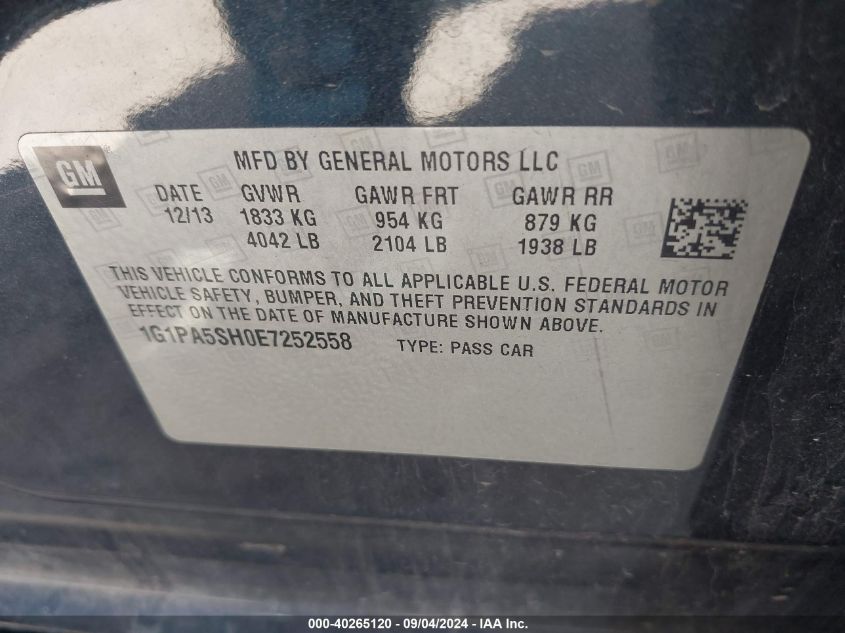 GM
MFD BY GENERAL MOTORS LLC
DATE GVWR GAWR FRT GAWR RR
12/13 1833 KG 954 KG 879 KG
4042 LB 2104 LB 1938 LB
THIS VEHICLE CONFORMS TO ALL APPLICABLE U.S. FEDERAL MOTOR
VEHICLE SAFETY, BUMPER, AND THEFT PREVENTION STANDARDS IN
EFFECT ON THE DATE OF MANUFACTURE SHOWN ABOVE.
1G1PA5SH0E7252558 TYPE: PASS CAR
000-40265120 - 09/04/2024 - IAA Inc.